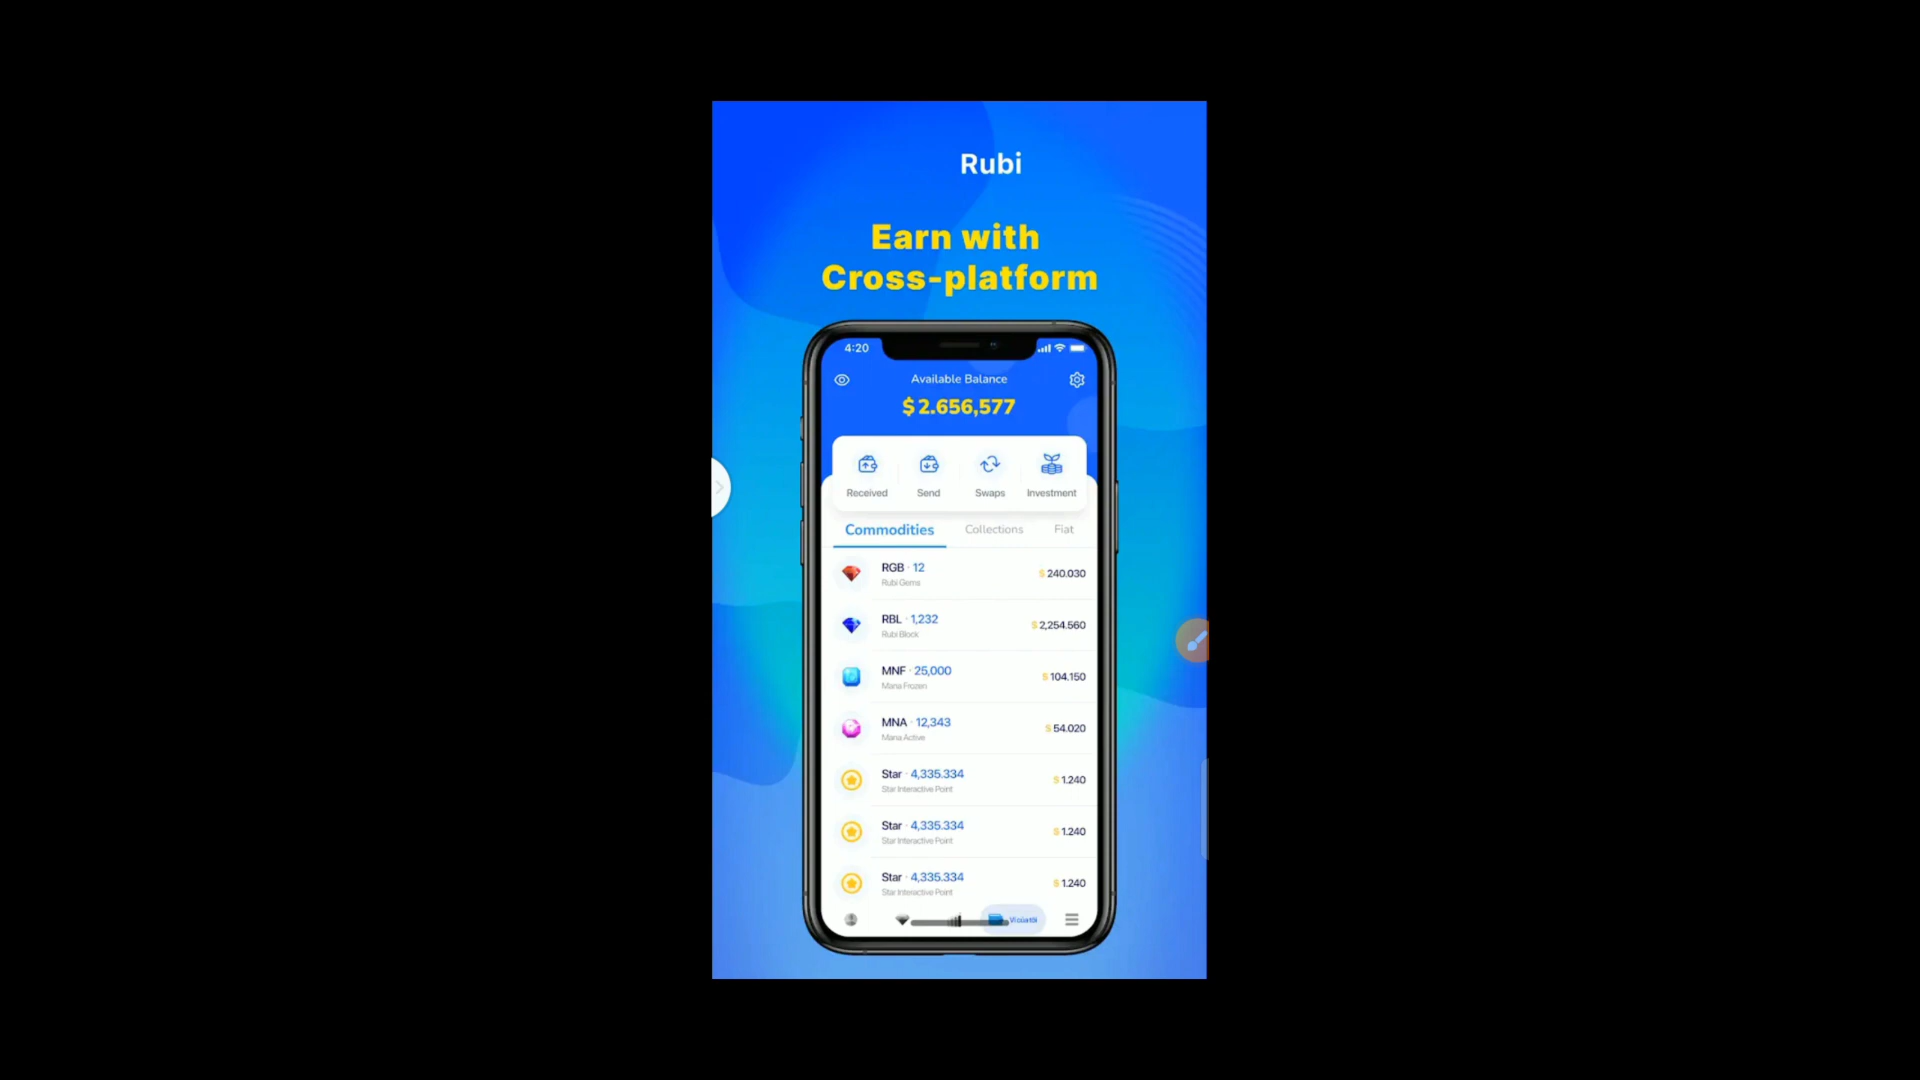 Rubi
Earn with
Cross-platform
4:20
Available Balance
$ 2.656,577
Received Send Swaps Investment
Commodities Collections Fiat
RGB · 12
Rubi Gems
$ 240.030
RBL · 1,232
Rubi Block
$ 2,254.560
MNF · 25,000
Mana Frozen
$ 104.150
MNA · 12,343
Mana Active
$ 54.020
Star · 4,335.334
Star Interactive Point
$ 1.240
Star · 4,335.334
Star Interactive Point
$ 1.240
Star · 4,335.334
Star Interactive Point
$ 1.240